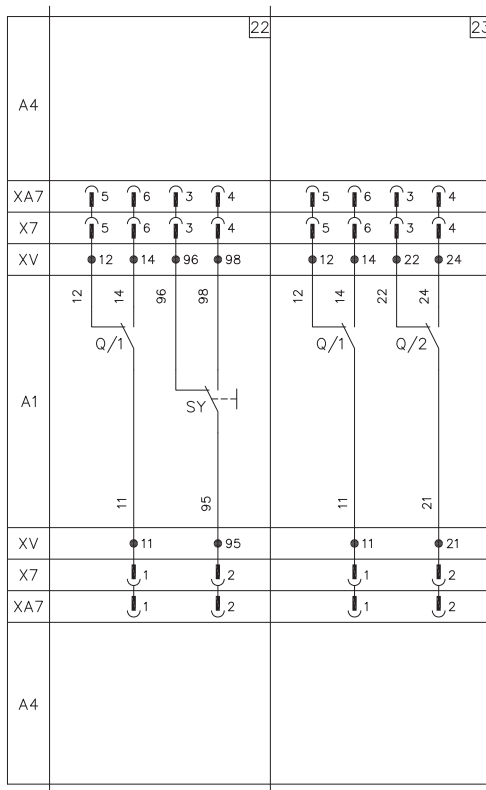 22 23
A4
XA7 5 6 3 4 5 6 3 4
X7 5 6 3 4 5 6 3 4
XV 12 14 96 98 12 14 22 24
12 14 96 98 12 14 22 24
Q/1 Q/1 Q/2
A1 SY
11 95 11 21
XV 11 95 11 21
X7 1 2 1 2
XA7 1 2 1 2
A4